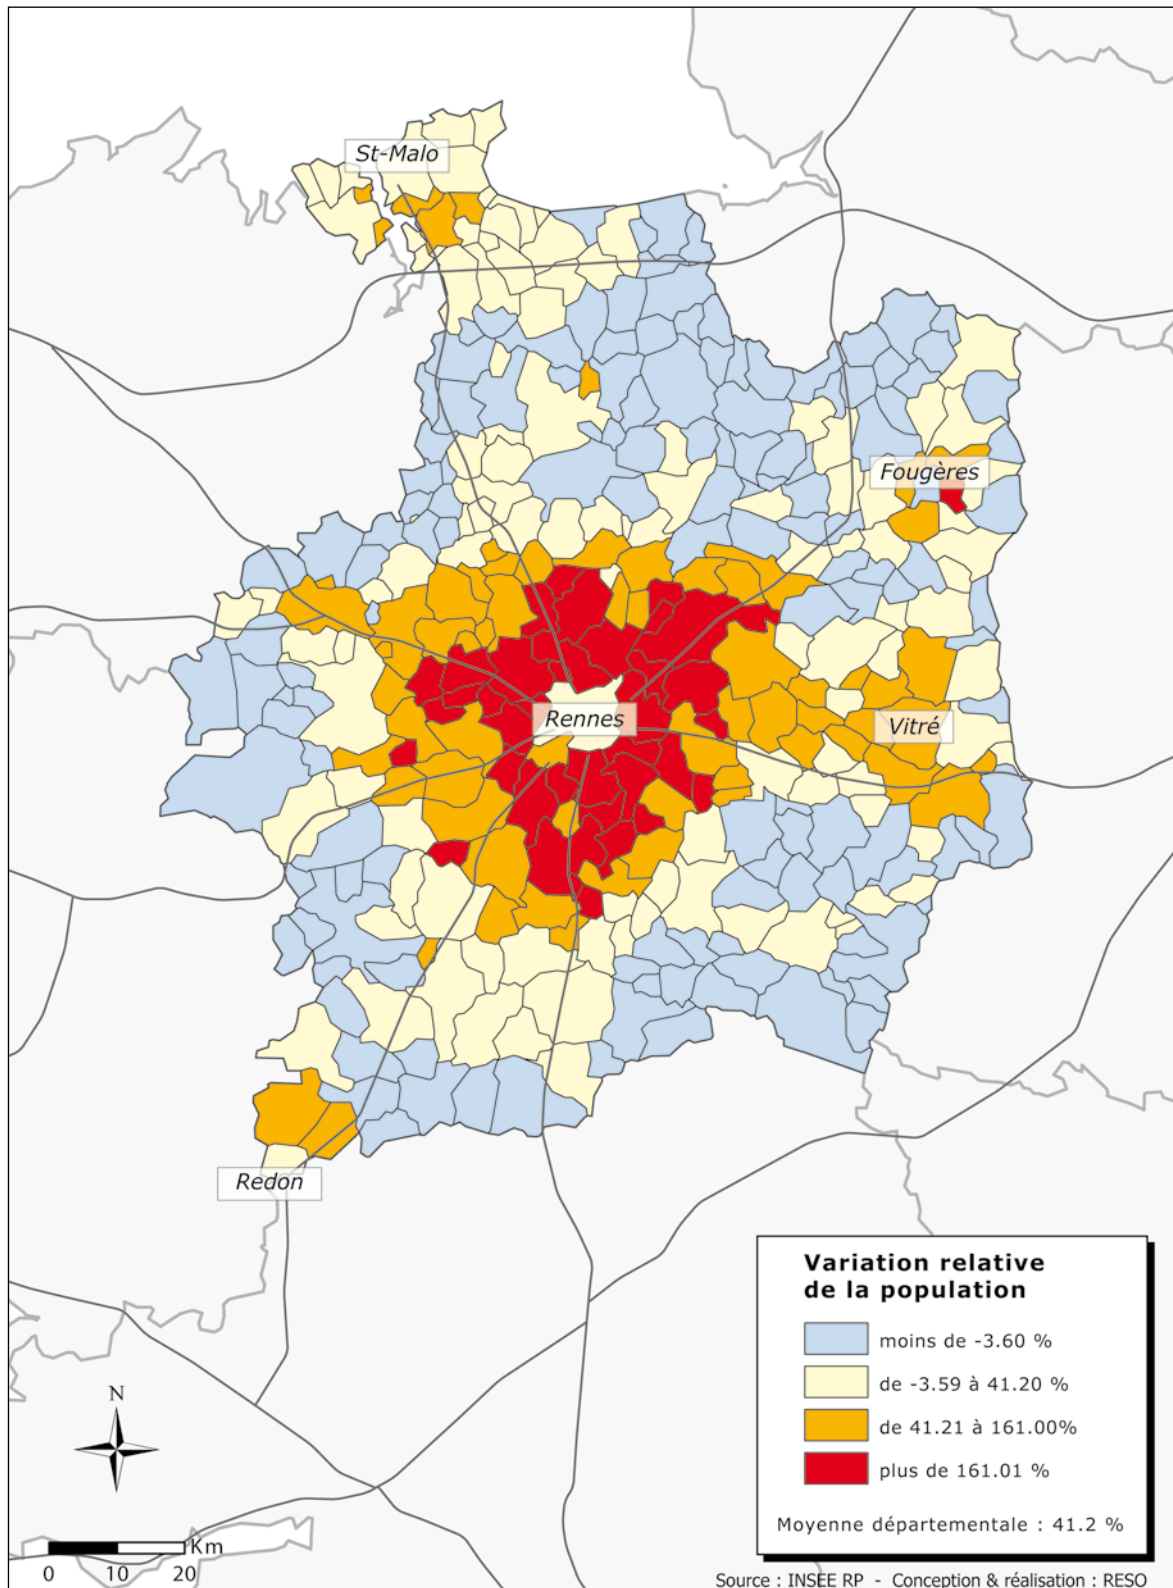 St-Malo
Fougères
Rennes
Vitré
Redon
Variation relative
de la population
moins de -3.60 %
de -3.59 à 41.20 %
de 41.21 à 161.00%
plus de 161.01 %
Moyenne départementale : 41.2 %
N
Km
0 10 20
Source : INSEE RP - Conception & réalisation : RESO